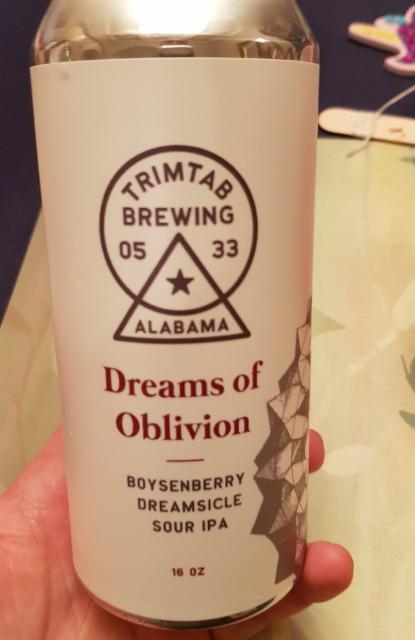 TRIMTAB
BREWING
05 33
ALABAMA
Dreams of
Oblivion
BOYSENBERRY
DREAMSICLE
SOUR IPA
16 OZ